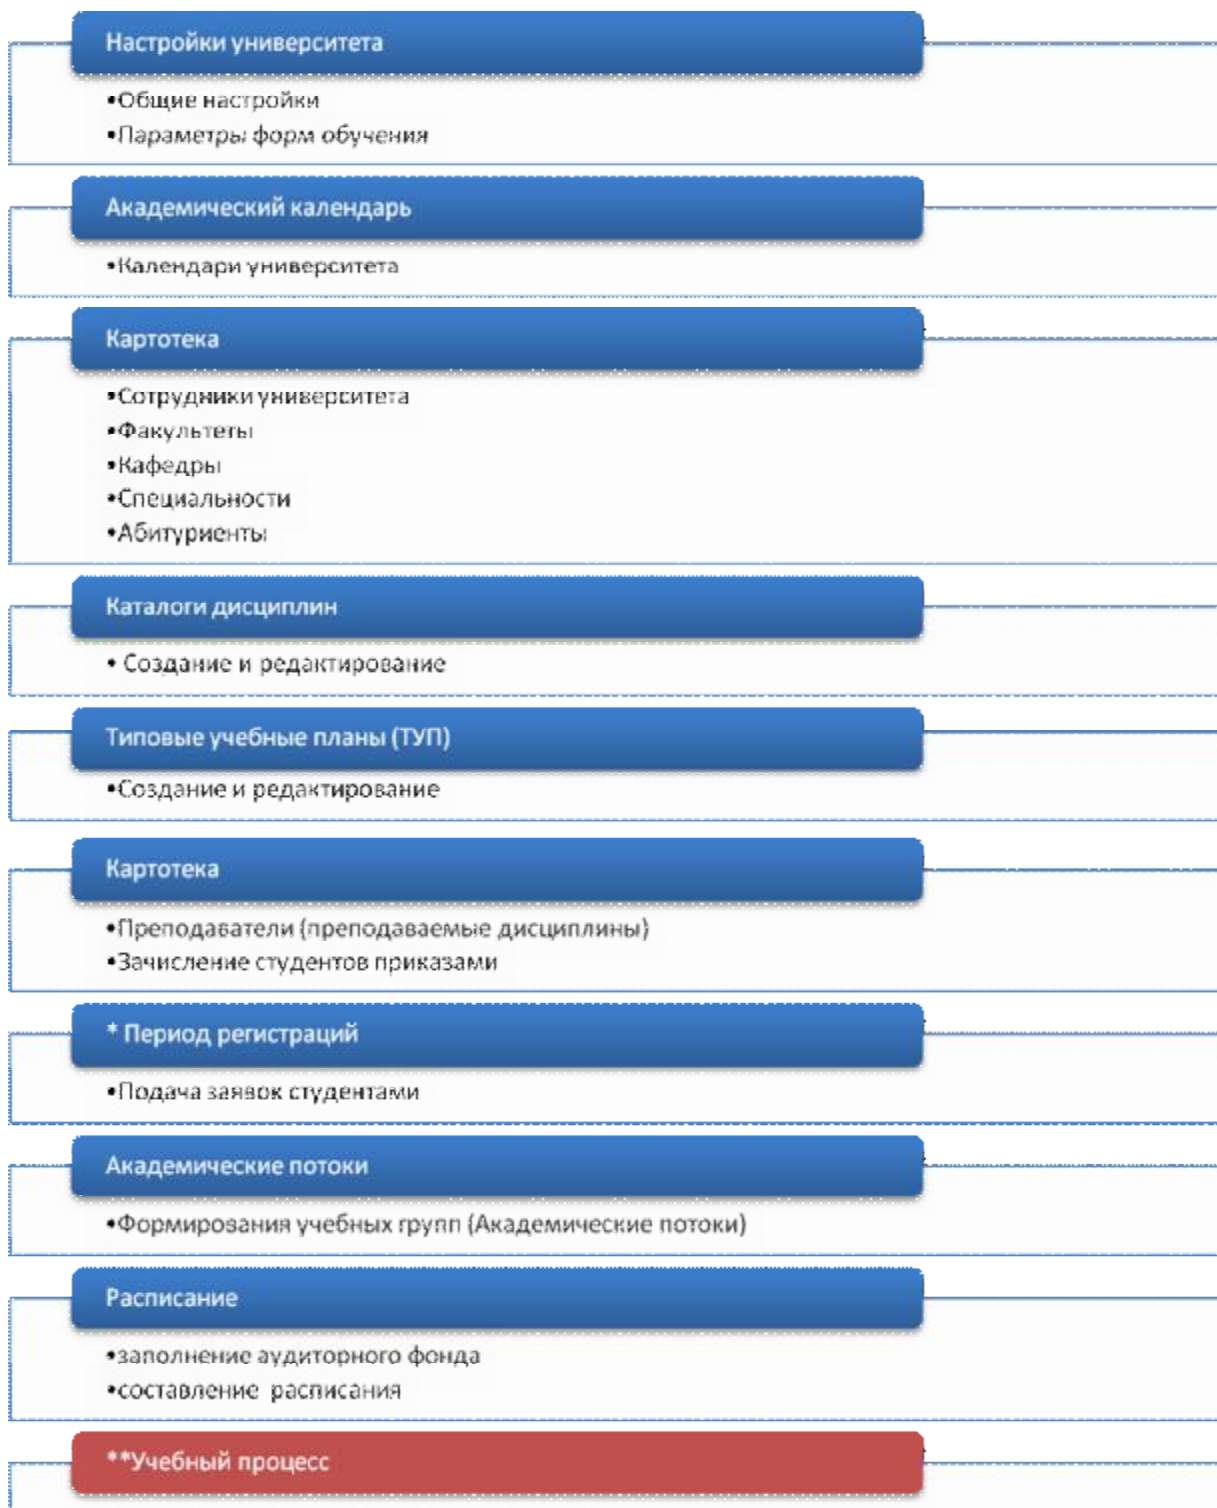 Настройки университета
•Общие настройки
•Параметры форм обучения
Академический календарь
•Календари университета
Картотека
•Сотрудники университета
•Факультеты
•Кафедры
•Специальности
•Абитуриенты
Каталоги дисциплин
• Создание и редактирование
Типовые учебные планы (ТУП)
•Создание и редактирование
Картотека
•Преподаватели (преподаваемые дисциплины)
•Зачисление студентов приказами
* Период регистраций
•Подача заявок студентами
Академические потоки
•Формирования учебных групп (Академические потоки)
Расписание
•заполнение аудиторного фонда
•составление расписания
**Учебный процесс